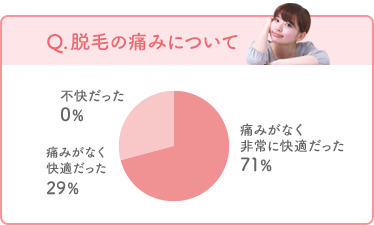 Q.脱毛の痛みについて
不快だった
0%
痛みがなく
快適だった
29%
痛みがなく
非常に快適だった
71%